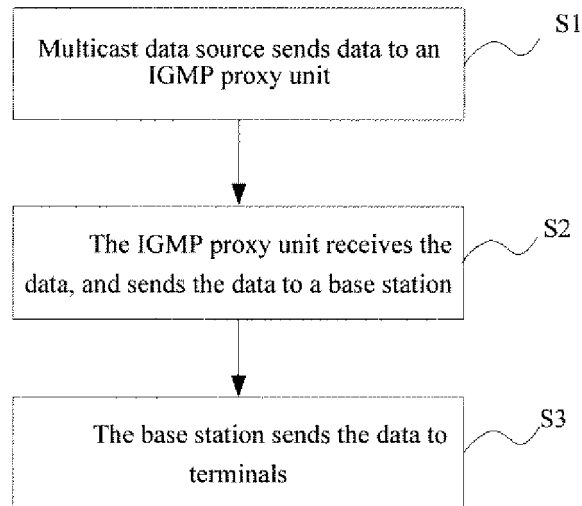 S1
Multicast data source sends data to an
IGMP proxy unit
S2
The IGMP proxy unit receives the
data, and sends the data to a base station
S3
The base station sends the data to
terminals